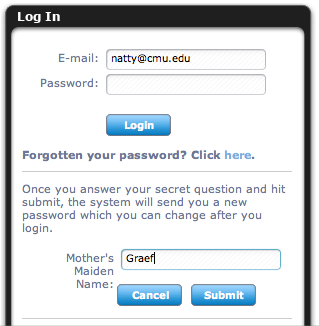 Log In
E-mail: natty@cmu.edu
Password:
Login
Forgotten your password? Click here.
Once you answer your secret question and hit
submit, the system will send you a new
password which you can change after you
login.
Mother's Graef
Maiden
Name:
Cancel Submit